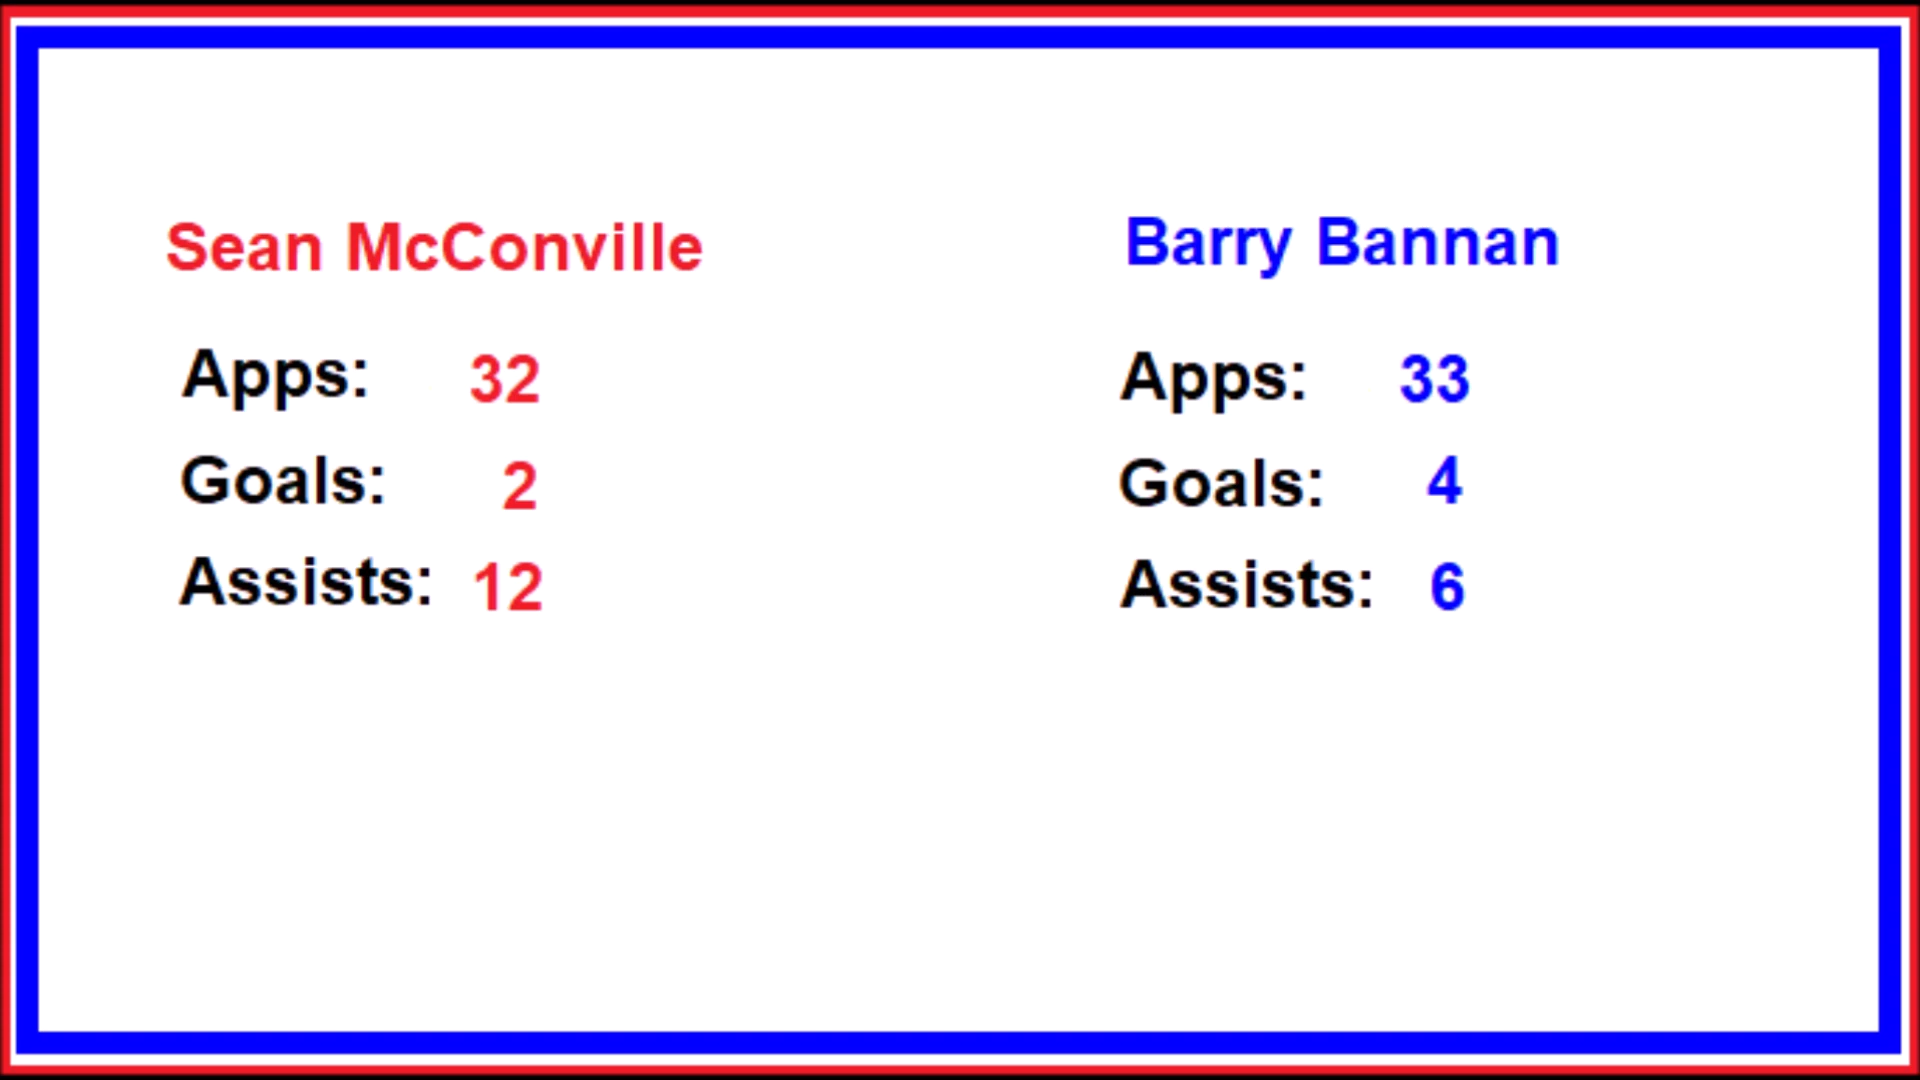 Sean McConville
Apps: 32
Goals: 2
Assists: 12
Barry Bannan
Apps: 33
Goals: 4
Assists: 6